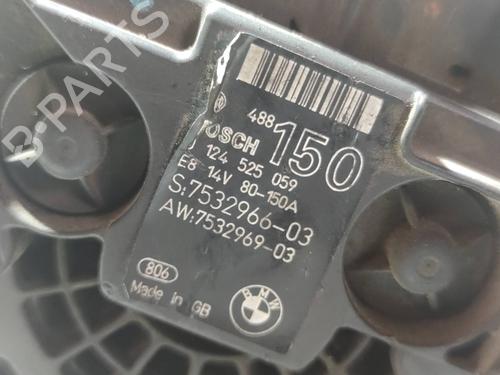 B-PARTS
488
150
BOSCH
124 525 059
E8 14V 80-150A
S:7532966-03
AW:7532969-03
806
Made in GB
BMW